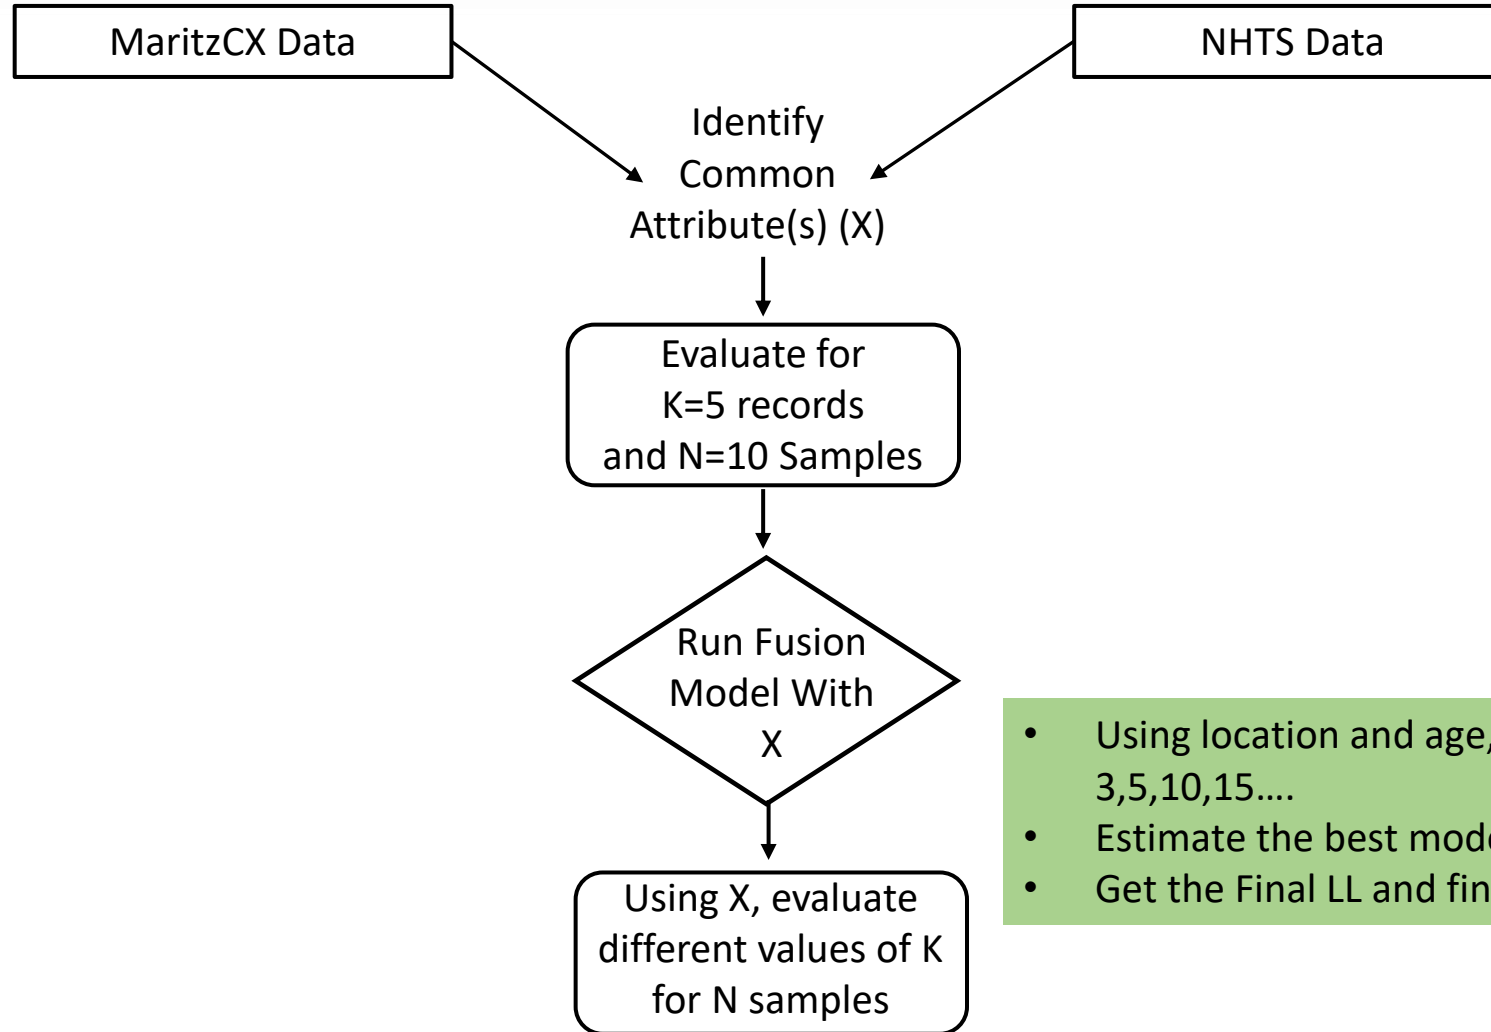 MaritzCX Data
NHTS Data
Identify
Common
Attribute(s) (X)
Evaluate for
K=5 records
and N=10 Samples
Run Fusion
Model With
X
• Using location and age,
3,5,10,15....
• Estimate the best mode
• Get the Final LL and fin
Using X, evaluate
different values of K
for N samples